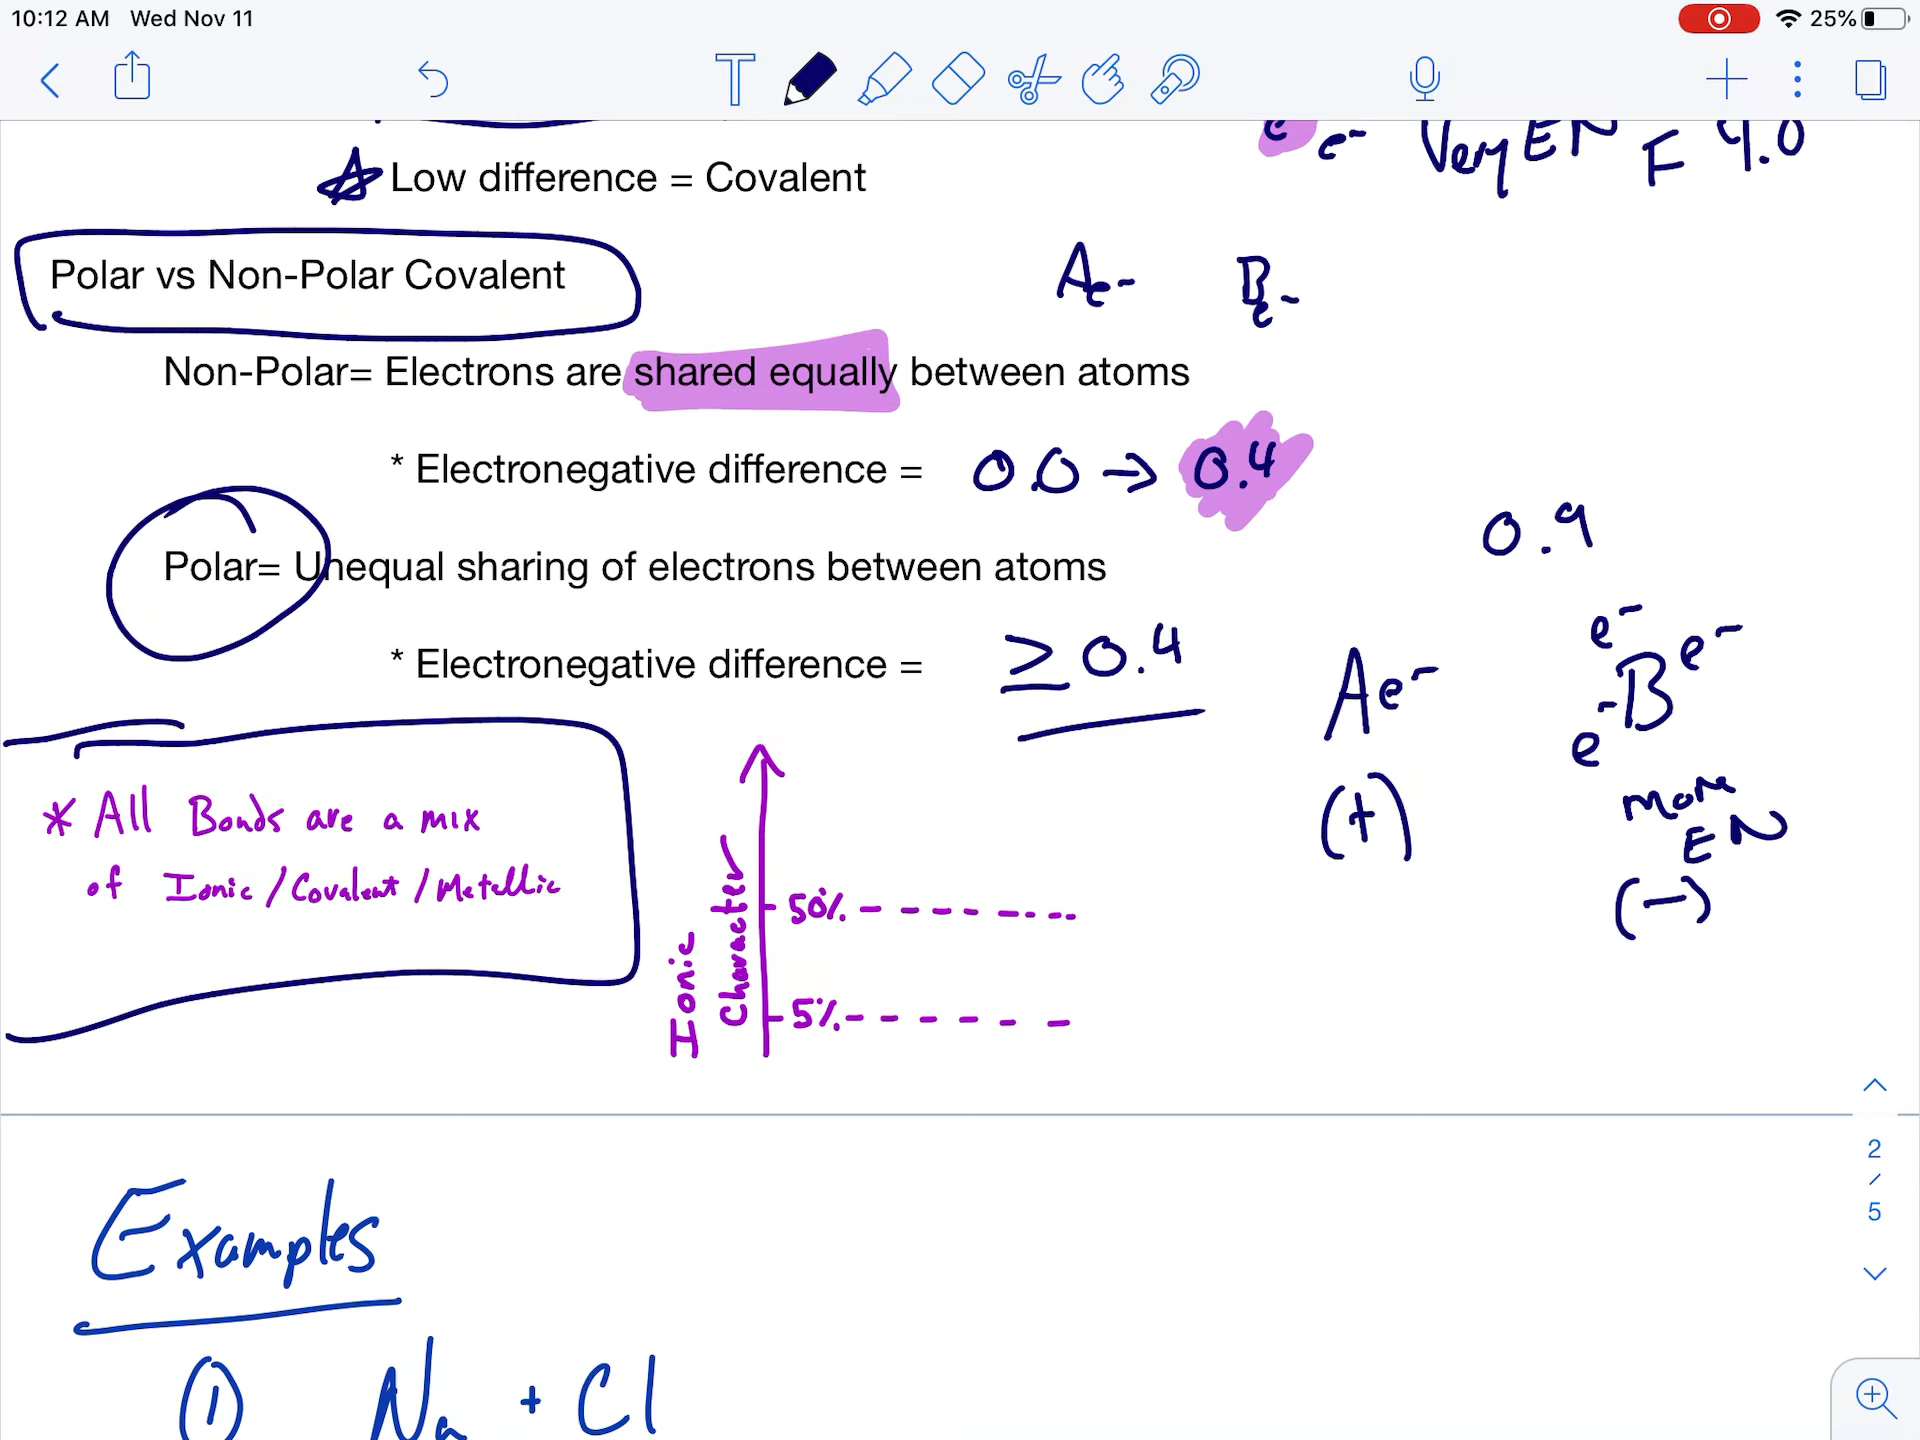 10:12 AM Wed Nov 11
25%
e e- Very EN F 4.0
Low difference = Covalent
Polar vs Non-Polar Covalent
Ae- Be-
Non-Polar= Electrons are shared equally between atoms
* Electronegative difference = 0.0 → 0.4
0.9
Polar= Unequal sharing of electrons between atoms
* Electronegative difference = ≥ 0.4
Ae-
e-
B e-
e-
(+)
more
EN
(-)
* All Bonds are a mix
of Ionic / Covalent / Metallic
Ionic
Character
50%
5%
2
/
5
Examples
① Na + Cl